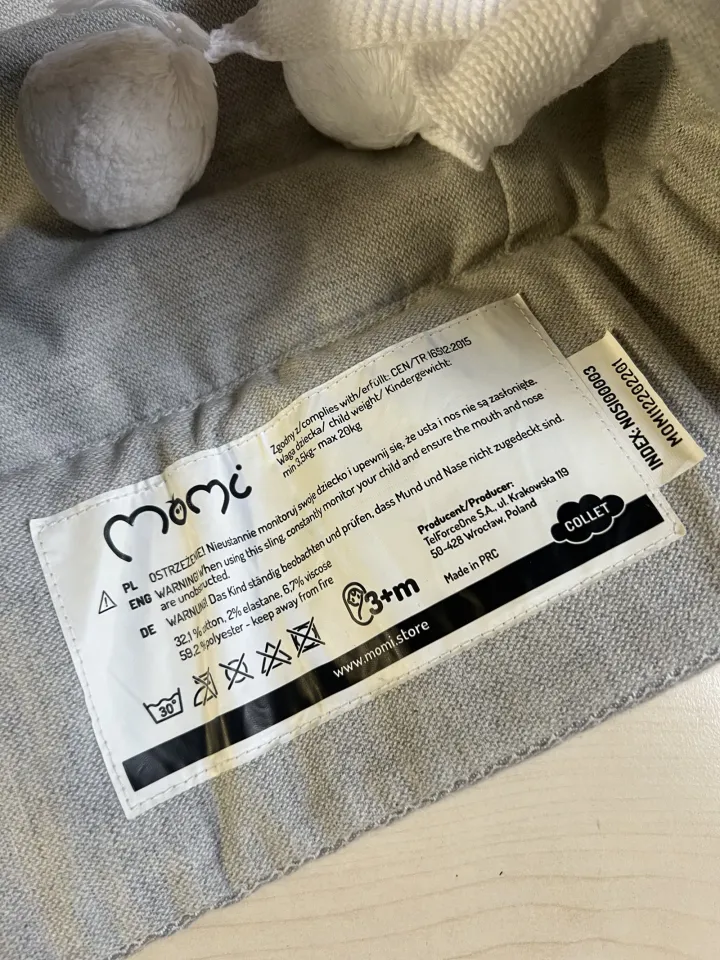 momi
Zgodny z/complies with/erfüllt: CEN/TR 16512:2015
Waga dziecka/ child weight/ Kindergewicht:
min 3.5kg- max 20kg
PL OSTRZEŻENIE! Nieustannie monitoruj swoje dziecko i upewnij się, że usta i nos nie są zasłonięte.
ENG WARNING! When using this sling, constantly monitor your child and ensure the mouth and nose
are unobstructed.
DE WARNUNG! Das Kind ständig beobachten und prüfen, dass Mund und Nase nicht zugedeckt sind.
32,1 % cotton, 2% elastane, 6,7% viscose
59,2 % polyester - keep away from fire
30°
3+m
Producent/Producer:
TelForceOne S.A., ul. Krakowska 119
50-428 Wrocław, Poland
Made in PRC
COLLET
www.momi.store
INDEX: NOSI00003
MOMI12202201